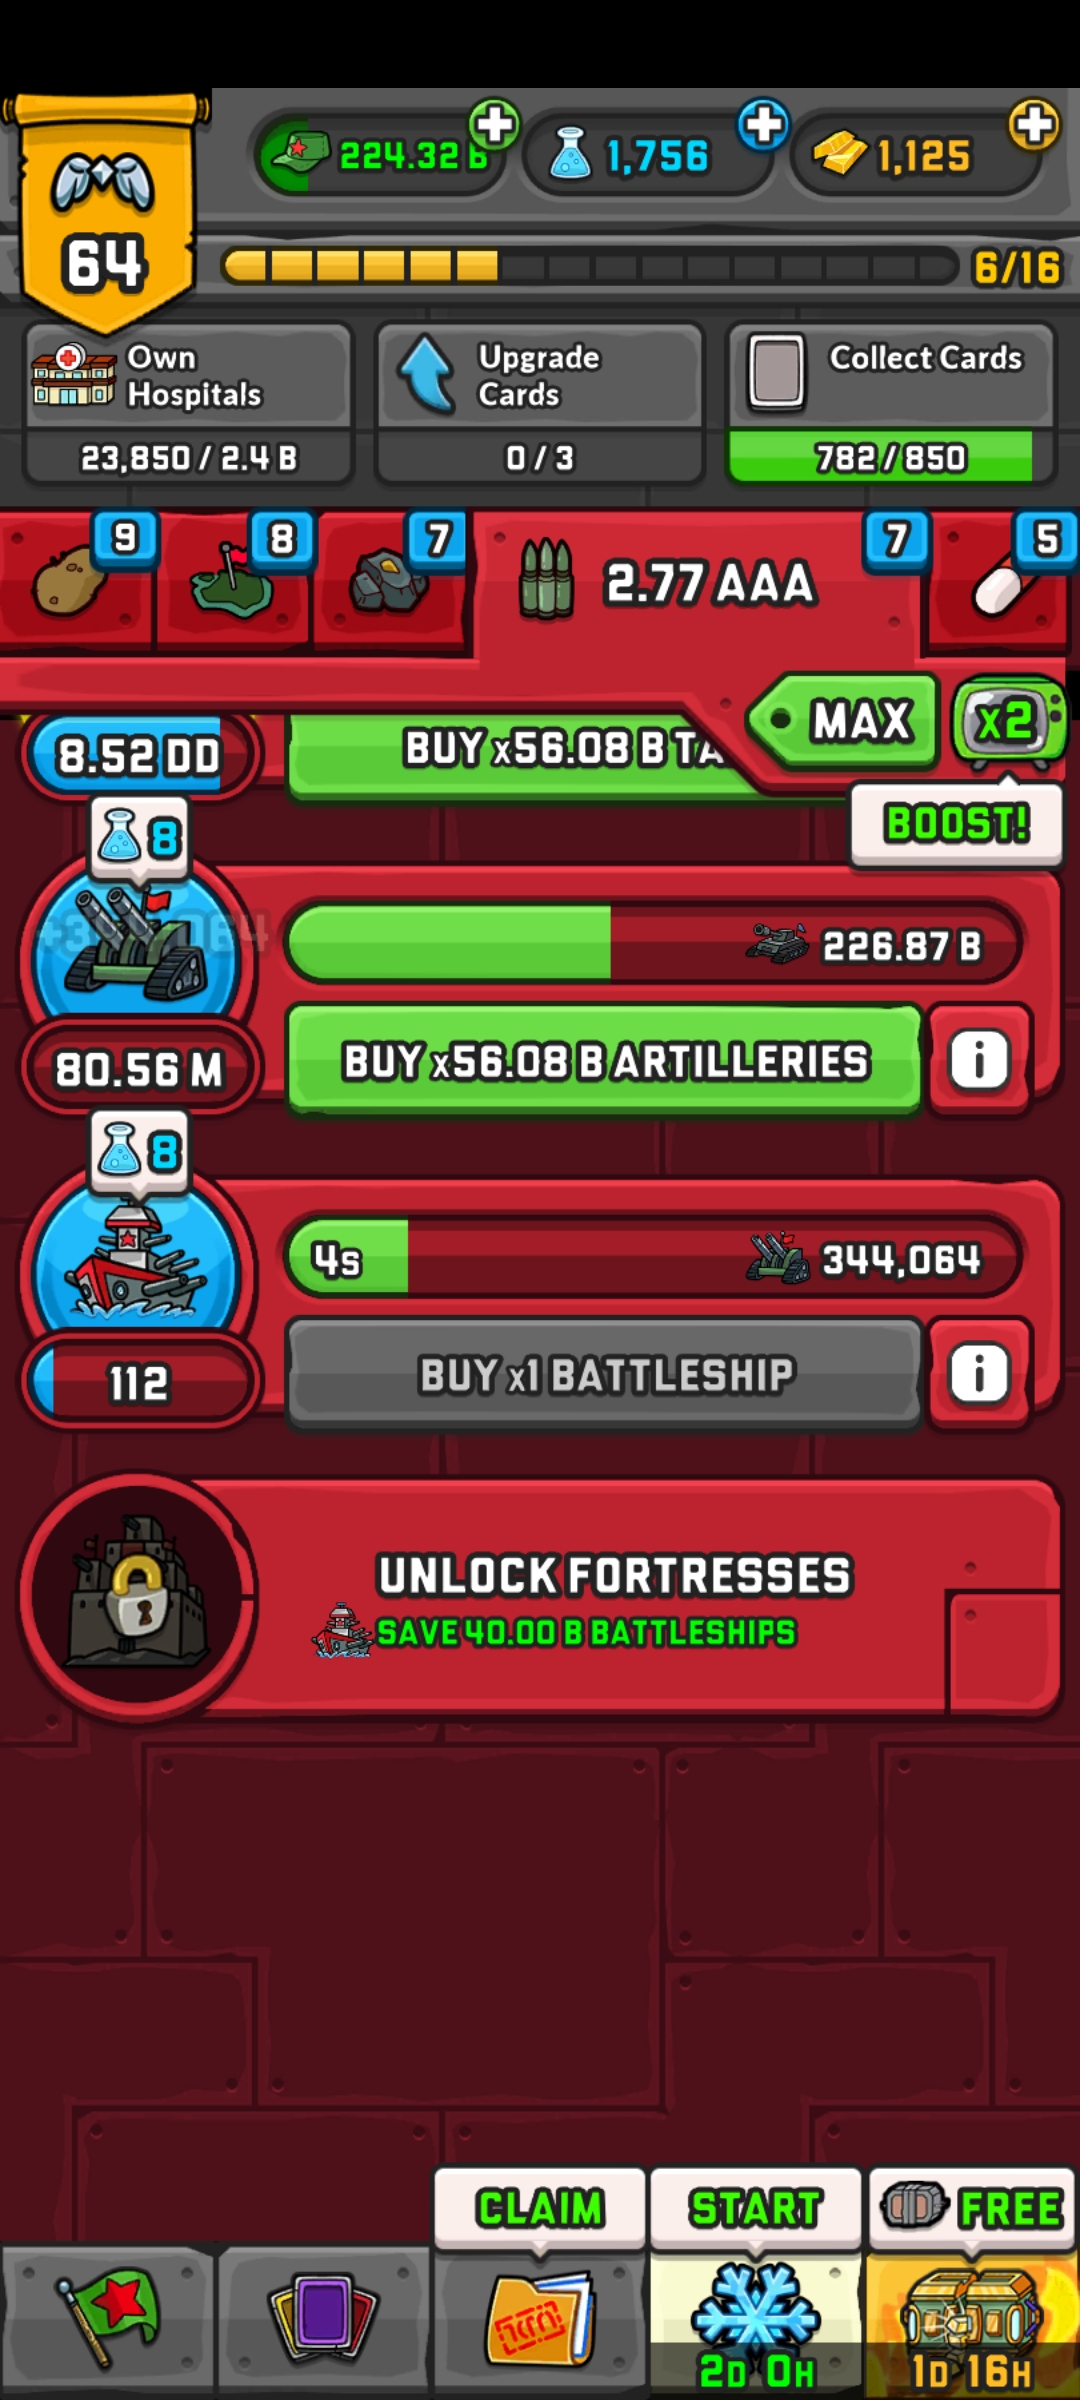 224.32 B
1,756
1,125
64
6/16
Own
Hospitals
23,850 / 2.4 B
Upgrade
Cards
0 / 3
Collect Cards
782 / 850
9
8
7
2.77 AAA
7
5
MAX
x2
8.52 DD
BUY x56.08 B
BOOST!
8
226.87 B
80.56 M
BUY x56.08 B ARTILLERIES
i
8
4s
344,064
112
BUY x1 BATTLESHIP
i
UNLOCK FORTRESSES
SAVE 40.00 B BATTLESHIPS
CLAIM
START
FREE
2D 0H
1D 16H